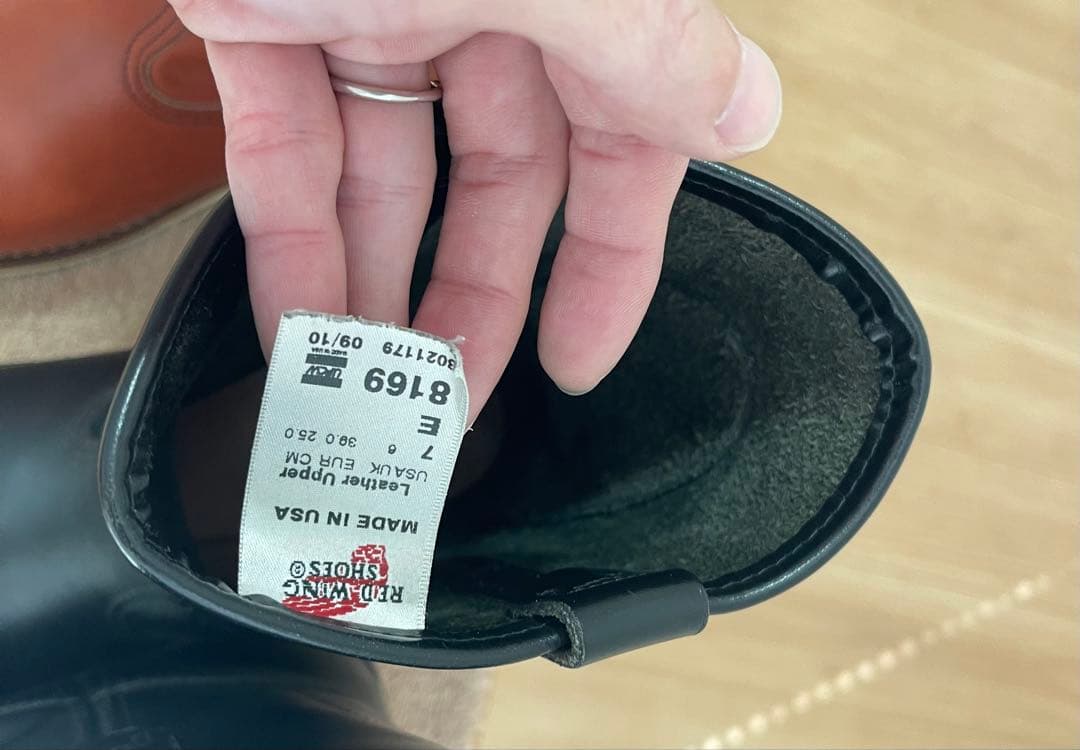 RED WING
SHOES®
MADE IN USA
Leather Upper
USA UK EUR CM
7 6 39.0 25.0
E
8169
3021179 09/10